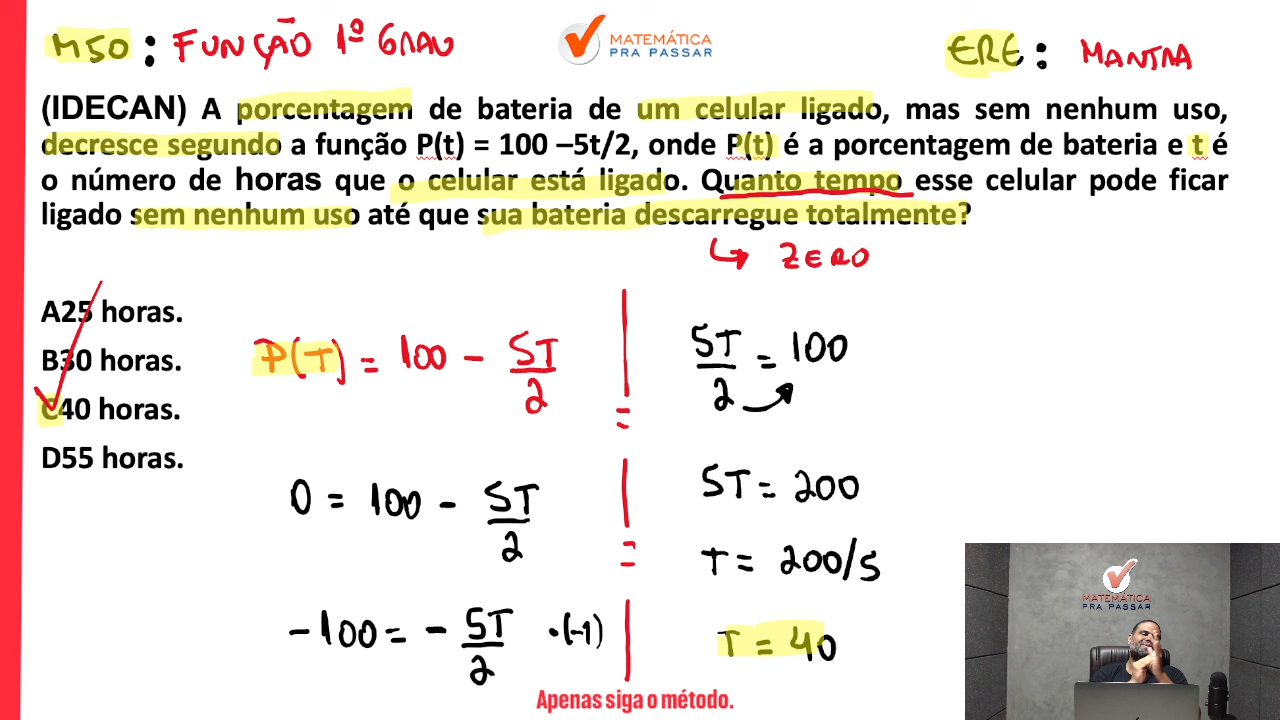 M50 : FUNÇÃO 1º GRAU
MATEMÁTICA
PRA PASSAR
ERE : MANTRA
(IDECAN) A porcentagem de bateria de um celular ligado, mas sem nenhum uso,
decresce segundo a função P(t) = 100 –5t/2, onde P(t) é a porcentagem de bateria e t é
o número de horas que o celular está ligado. Quanto tempo esse celular pode ficar
ligado sem nenhum uso até que sua bateria descarregue totalmente?
↳ ZERO
A25 horas.
B30 horas.
C40 horas.
D55 horas.
P(T) = 100 - 5T/2
0 = 100 - 5T/2
-100 = - 5T/2 •(-1)
5T/2 = 100
5T = 200
T = 200/5
T = 40
MATEMÁTICA
PRA PASSAR
Apenas siga o método.